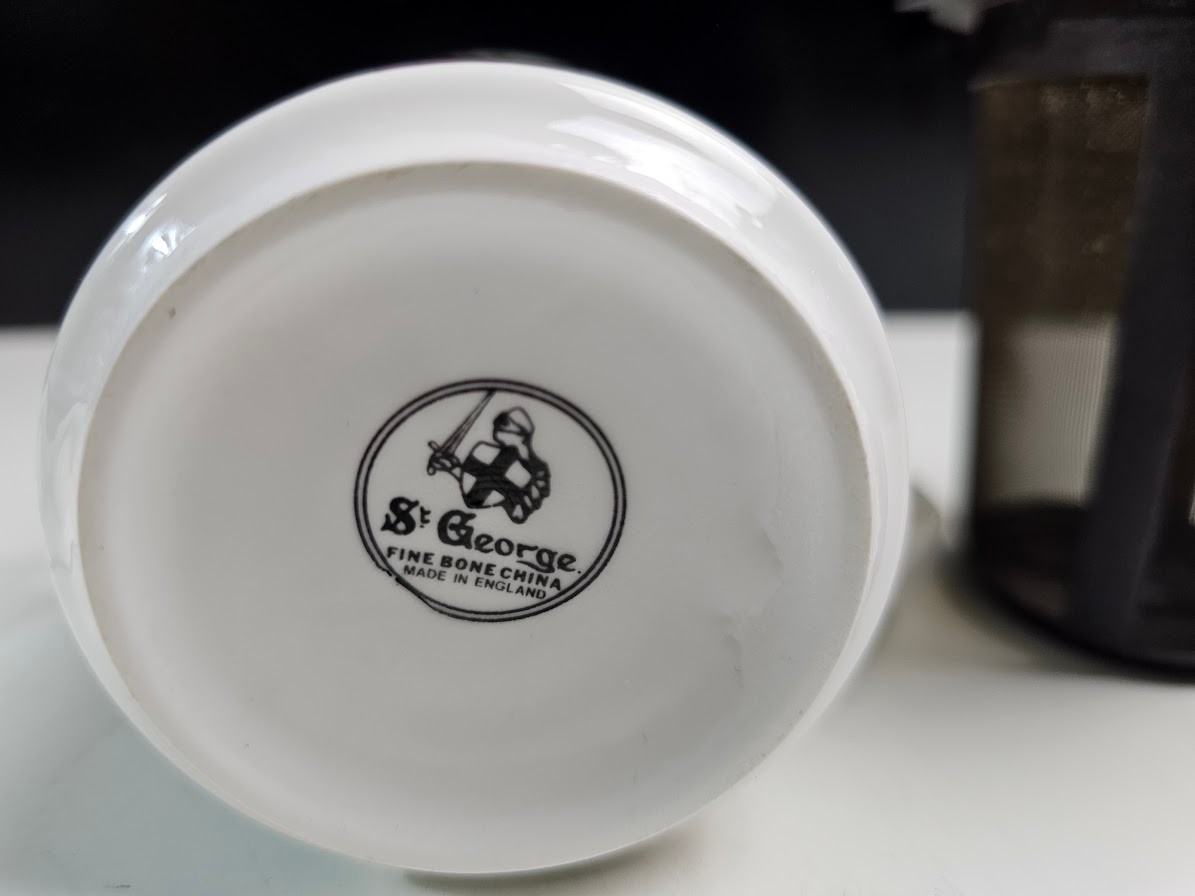 St George.
FINE BONE CHINA
MADE IN ENGLAND